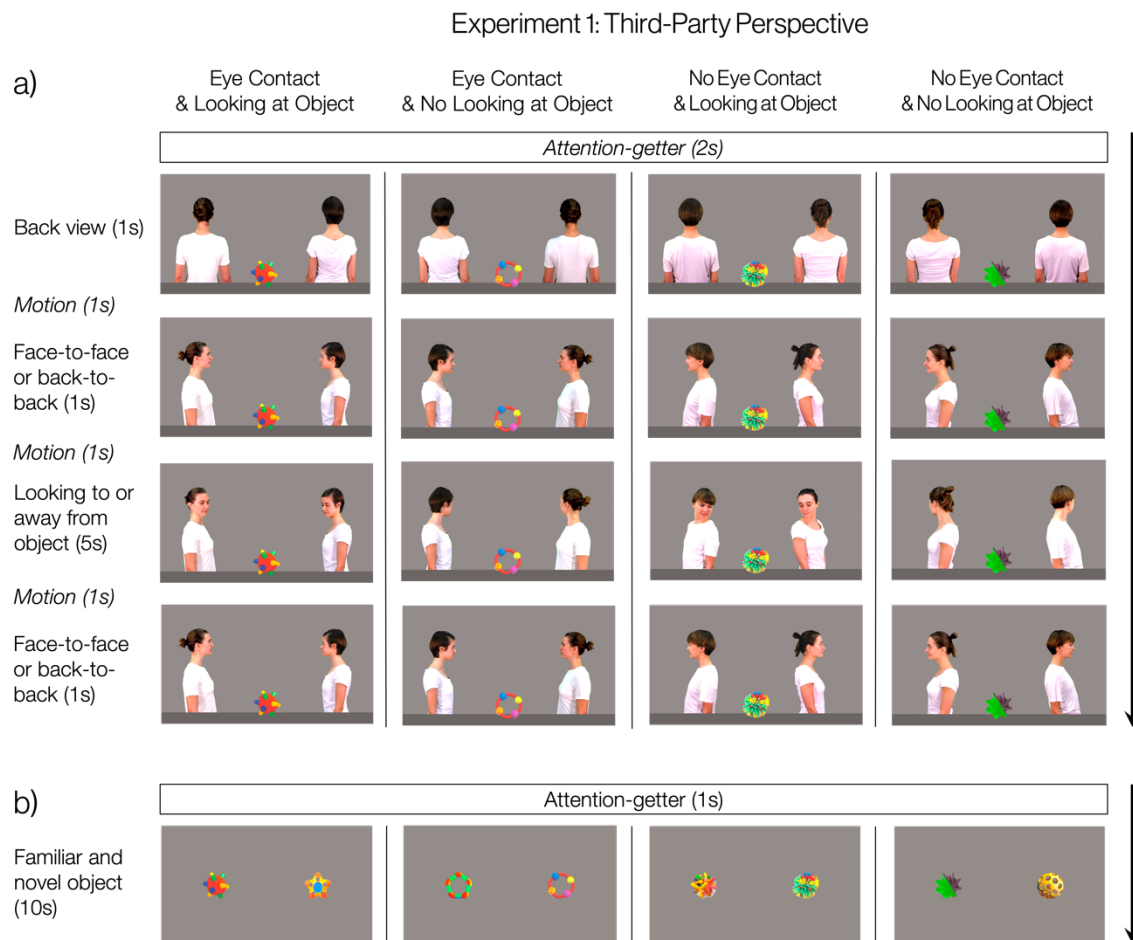 Experiment 1: Third-Party Perspective
a)
Eye Contact
& Looking at Object
Eye Contact
& No Looking at Object
No Eye Contact
& Looking at Object
No Eye Contact
& No Looking at Object
Attention-getter (2s)
Back view (1s)
Motion (1s)
Face-to-face
or back-to-
back (1s)
Motion (1s)
Looking to or
away from
object (5s)
Motion (1s)
Face-to-face
or back-to-
back (1s)
b)
Attention-getter (1s)
Familiar and
novel object
(10s)